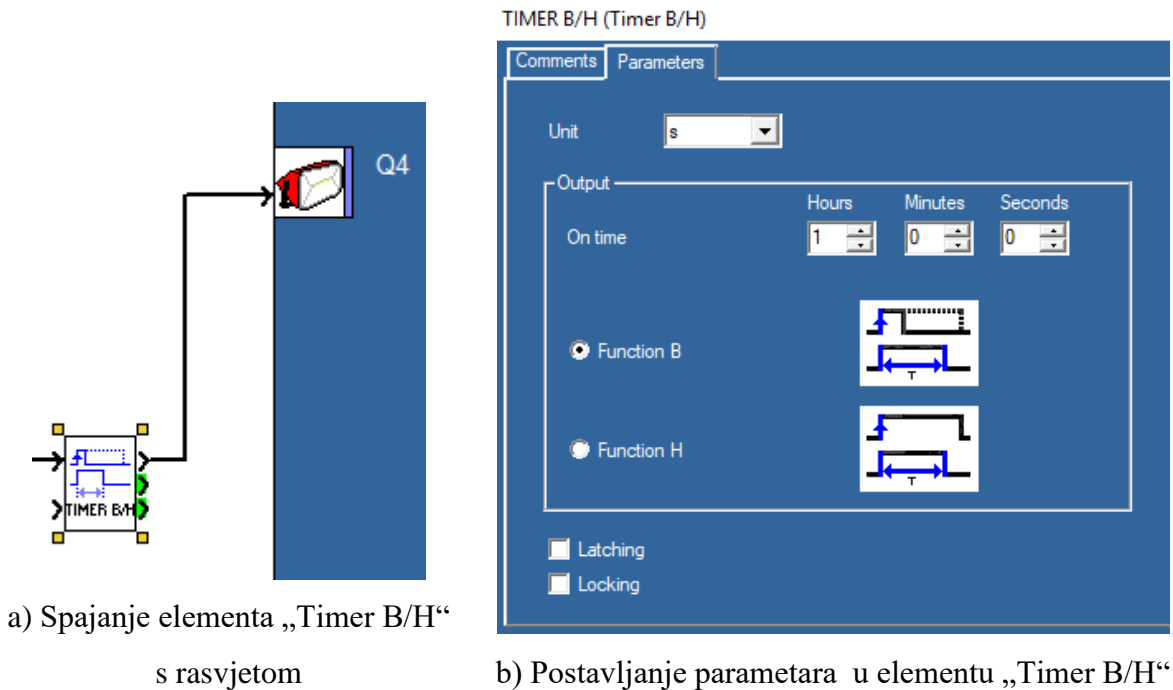 TIMER B/H (Timer B/H)
Comments Parameters
Unit s
Output
Hours Minutes Seconds
On time 1 0 0
T
Function B
T
Function H
Latching
Locking
Q4
TIMER B/H
a) Spajanje elementa „Timer B/H“
s rasvjetom
b) Postavljanje parametara u elementu „Timer B/H“